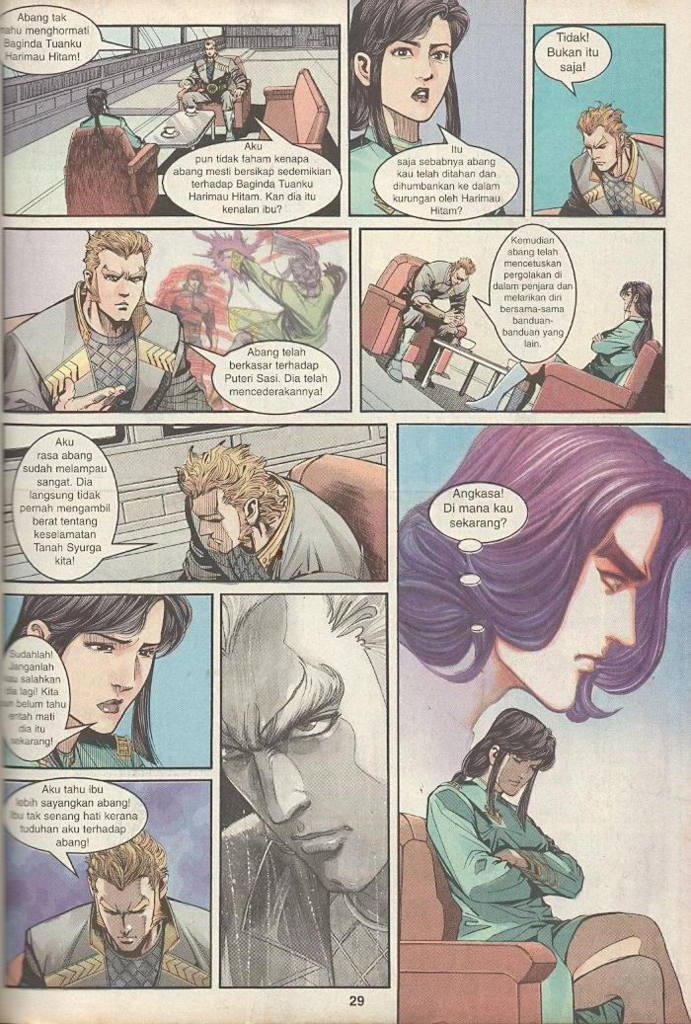 Abang tak
mahu menghormati
Baginda Tuanku
Harimau Hitam!
Aku
pun tidak faham kenapa
abang mesti bersikap sedemikian
terhadap Baginda Tuanku
Harimau Hitam. Kan dia itu
kenalan ibu?
Itu
saja sebabnya abang
kau telah ditahan dan
dihumbankan ke dalam
kurungan oleh Harimau
Hitam?
Tidak!
Bukan itu
saja!
Abang telah
berkasar terhadap
Puteri Sasi. Dia telah
mencederakannya!
Kemudian
abang telah
mencetuskan
pergolakan di
dalam penjara dan
melarikan diri
bersama-sama
banduan-
banduan yang
lain.
Aku
rasa abang
sudah melampau
sangat. Dia
langsung tidak
pernah mengambil
berat tentang
keselamatan
Tanah Syurga
kita!
Angkasa!
Di mana kau
sekarang?
Sudahlah!
Janganlah
kau salahkan
dia lagi! Kita
pun belum tahu
entah mati
dia itu
sekarang!
Aku tahu ibu
lebih sayangkan abang!
Ibu tak senang hati kerana
tuduhan aku terhadap
abang!
29